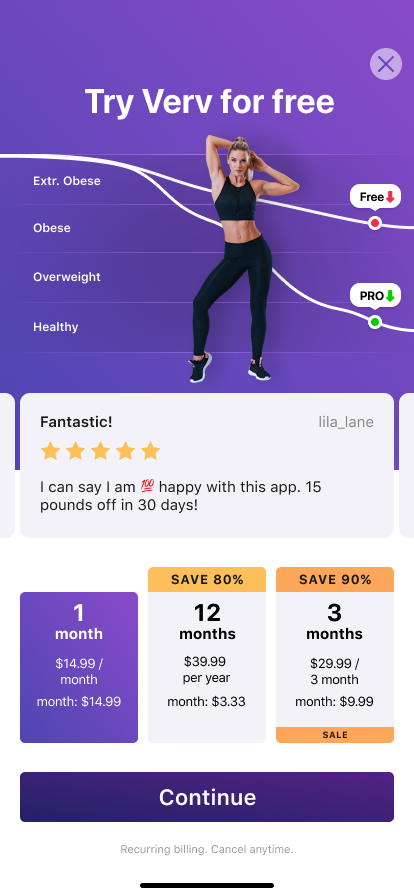 Try Verv for free
Extr. Obese
Free
Obese
Overweight
PRO
Healthy
Fantastic!
lila_lane
I can say I am 💯 happy with this app. 15
pounds off in 30 days!
SAVE 80%
SAVE 90%
1
month
$14.99 /
month
month: $14.99
12
months
$39.99
per year
month: $3.33
3
months
$29.99 /
3 month
month: $9.99
SALE
Continue
Recurring billing. Cancel anytime.